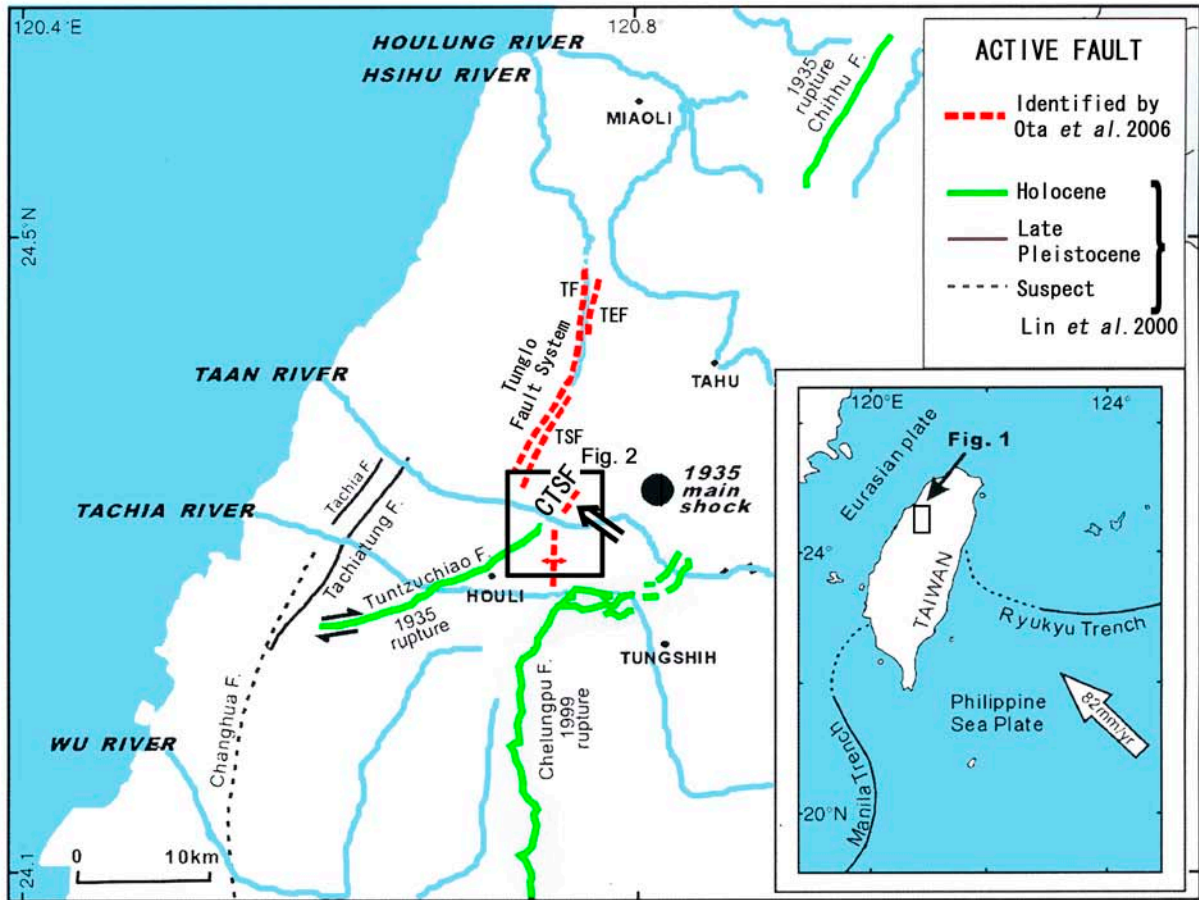 120.4°E
120.8°
HOULUNG RIVER
HSIHU RIVER
MIAOLI
1935
rupture
Chihhu F.
24.5°N
TF
TEF
Tunglo
Fault System
TAHU
TAAN RIVER
TSF
Fig. 2
CTSF
1935
main
shock
Tachia F.
TACHIA RIVER
Tachiatung F.
Tuntzuchiao F.
1935
rupture
HOULI
TUNGSHIH
Changhua F.
Chelungpu F.
1999
rupture
WU RIVER
0 10km
24.1
ACTIVE FAULT
Identified by
Ota et al. 2006
Holocene
Late
Pleistocene
Suspect
Lin et al. 2000
120°E
124°
Fig. 1
Eurasian plate
24°
TAIWAN
Ryukyu Trench
Philippine
Sea Plate
82mm/yr
Manila Trench
20°N